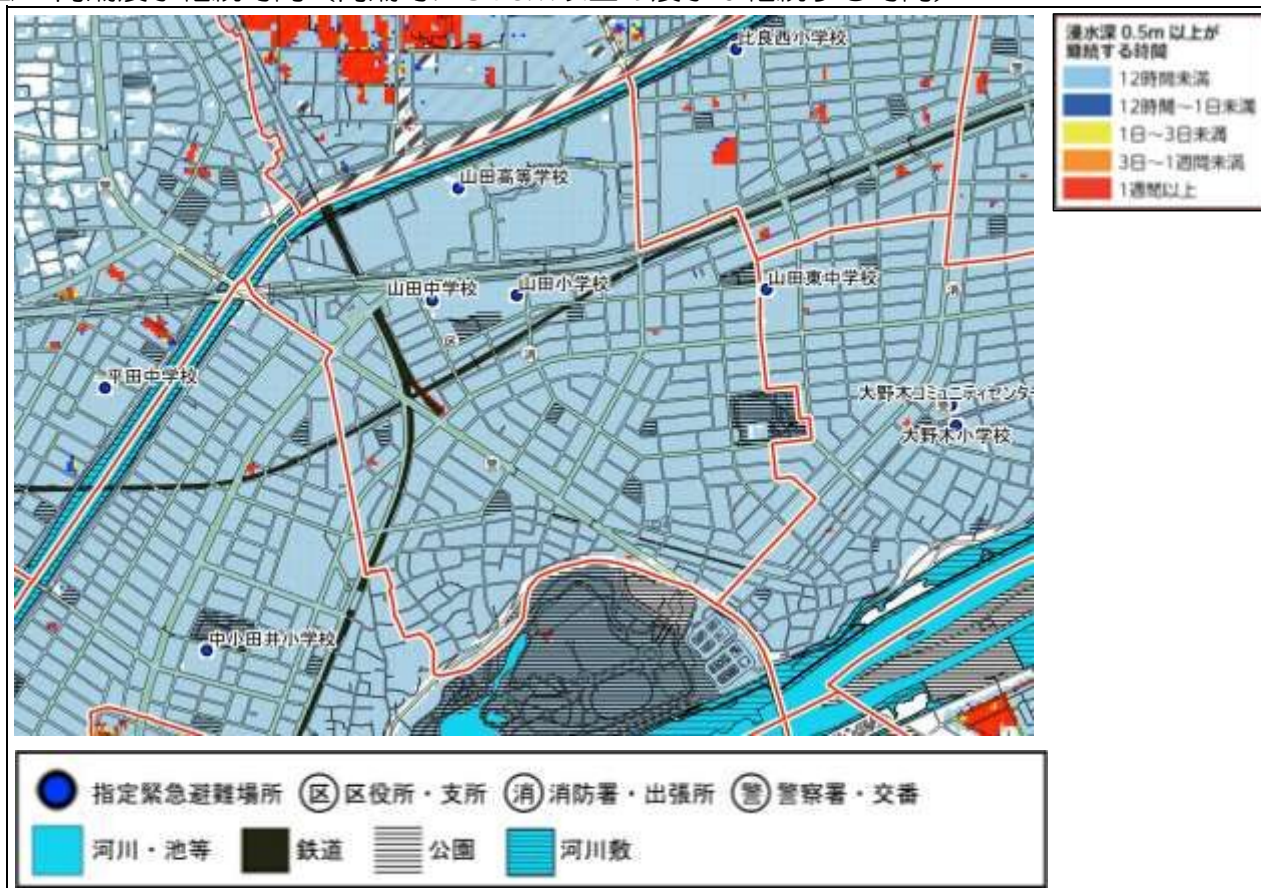 浸水深 0.5m 以上が
継続する時間
12時間未満
12時間~1日未満
1日~3日未満
3日~1週間未満
1週間以上
比良西小学校
山田高等学校
山田中学校
山田小学校
山田東中学校
区
消
消
平田中学校
大野木コミュニティセンタ
大野木小学校
警
中小田井小学校
指定緊急避難場所 区 区役所・支所 消 消防署・出張所 警 警察署・交番
河川・池等 鉄道 公園 河川敷